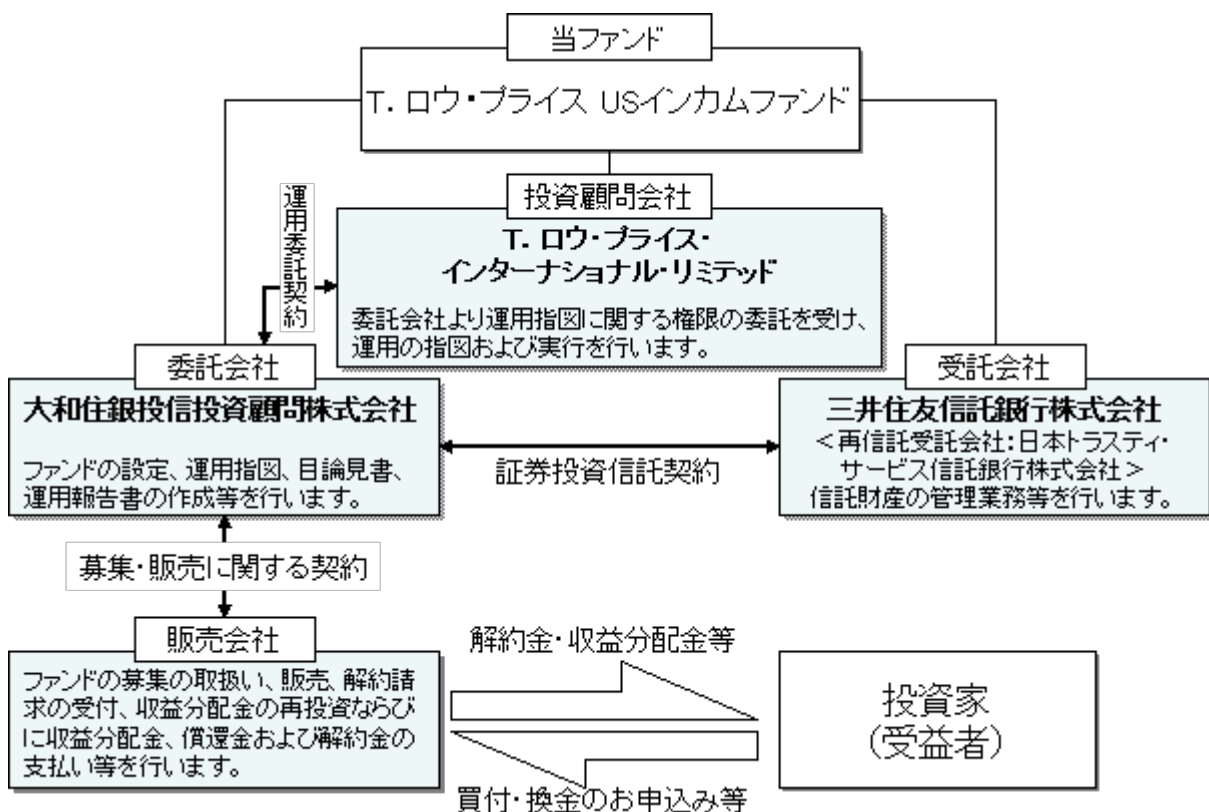 当ファンド
T. ロウ・プライス USインカムファンド
運用委託契約
投資顧問会社
T. ロウ・プライス・
インターナショナル・リミテッド
委託会社より運用指図に関する権限の委託を受け、
運用の指図および実行を行います。
委託会社
大和住銀投信投資顧問株式会社
ファンドの設定、運用指図、目論見書、
運用報告書の作成等を行います。
証券投資信託契約
受託会社
三井住友信託銀行株式会社
＜再信託受託会社:日本トラスティ・
サービス信託銀行株式会社＞
信託財産の管理業務等を行います。
募集・販売に関する契約
販売会社
ファンドの募集の取扱い、販売、解約請
求の受付、収益分配金の再投資ならび
に収益分配金、償還金および解約金の
支払い等を行います。
解約金・収益分配金等
買付・換金のお申込み等
投資家
(受益者)